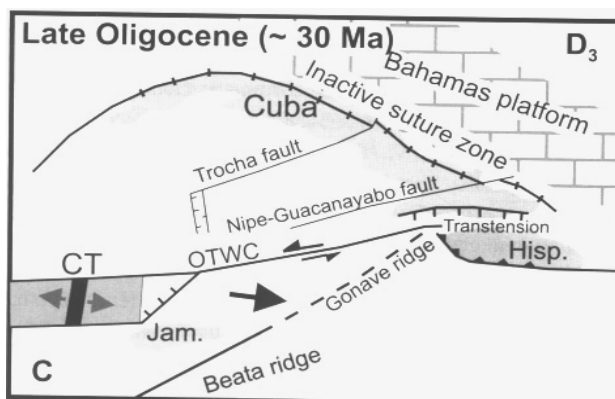 Late Oligocene (~ 30 Ma)
D3
Bahamas platform
Inactive suture zone
Cuba
Trocha fault
Nipe-Guacanayabo fault
Transtension
OTWC
Hisp.
CT
Gonave ridge
Jam.
Beata ridge
C